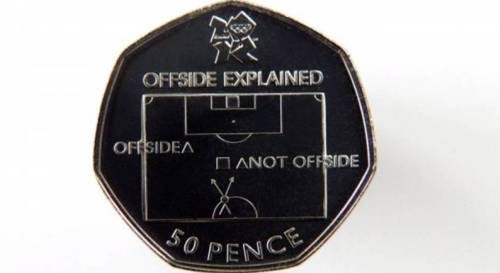 OFFSIDE EXPLAINED
OFFSIDE
NOT OFFSIDE
50 PENCE